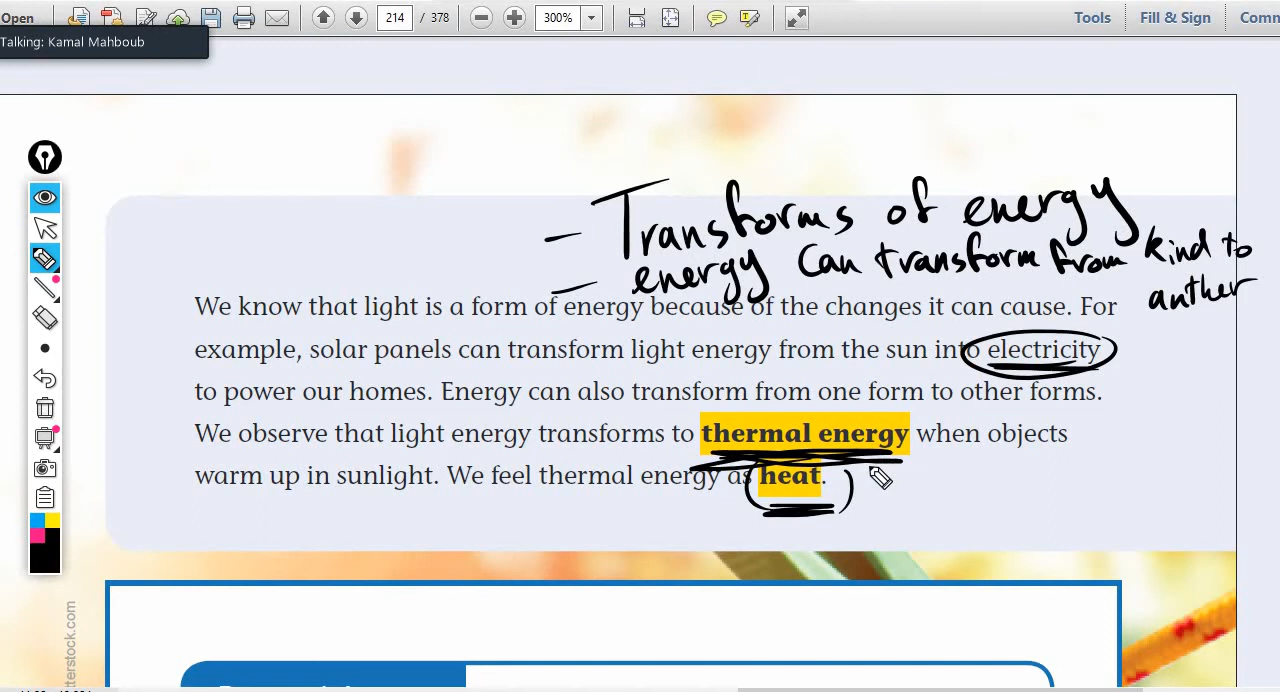 Open
214 / 378
300%
Tools
Fill & Sign
Comm
Talking: Kamal Mahboub
- Transforms of energy
- energy can transform from kind to
anther
We know that light is a form of energy because of the changes it can cause. For
example, solar panels can transform light energy from the sun into electricity
to power our homes. Energy can also transform from one form to other forms.
We observe that light energy transforms to thermal energy when objects
warm up in sunlight. We feel thermal energy as heat.
tterstock.com